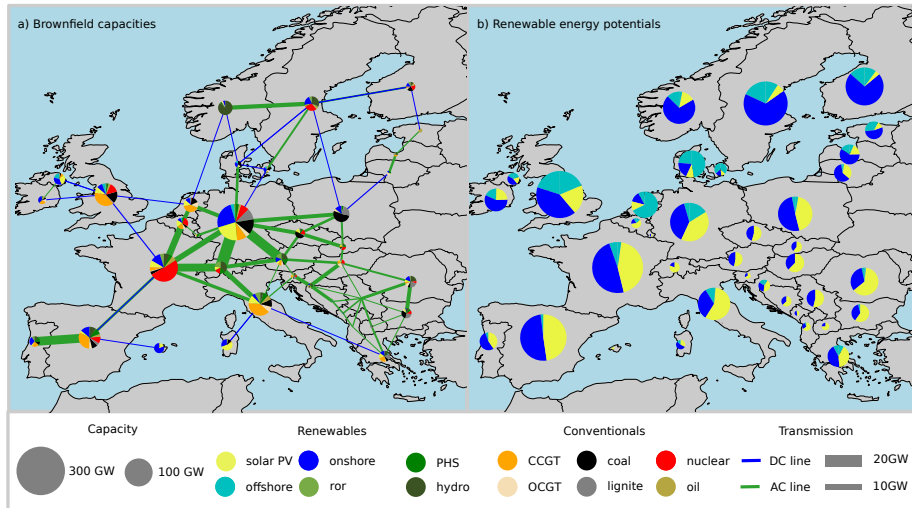 a) Brownfield capacities
b) Renewable energy potentials
Capacity
Renewables
Conventionals
Transmission
300 GW
100 GW
solar PV
onshore
PHS
CCGT
coal
nuclear
DC line
20GW
offshore
ror
hydro
OCGT
lignite
oil
AC line
10GW